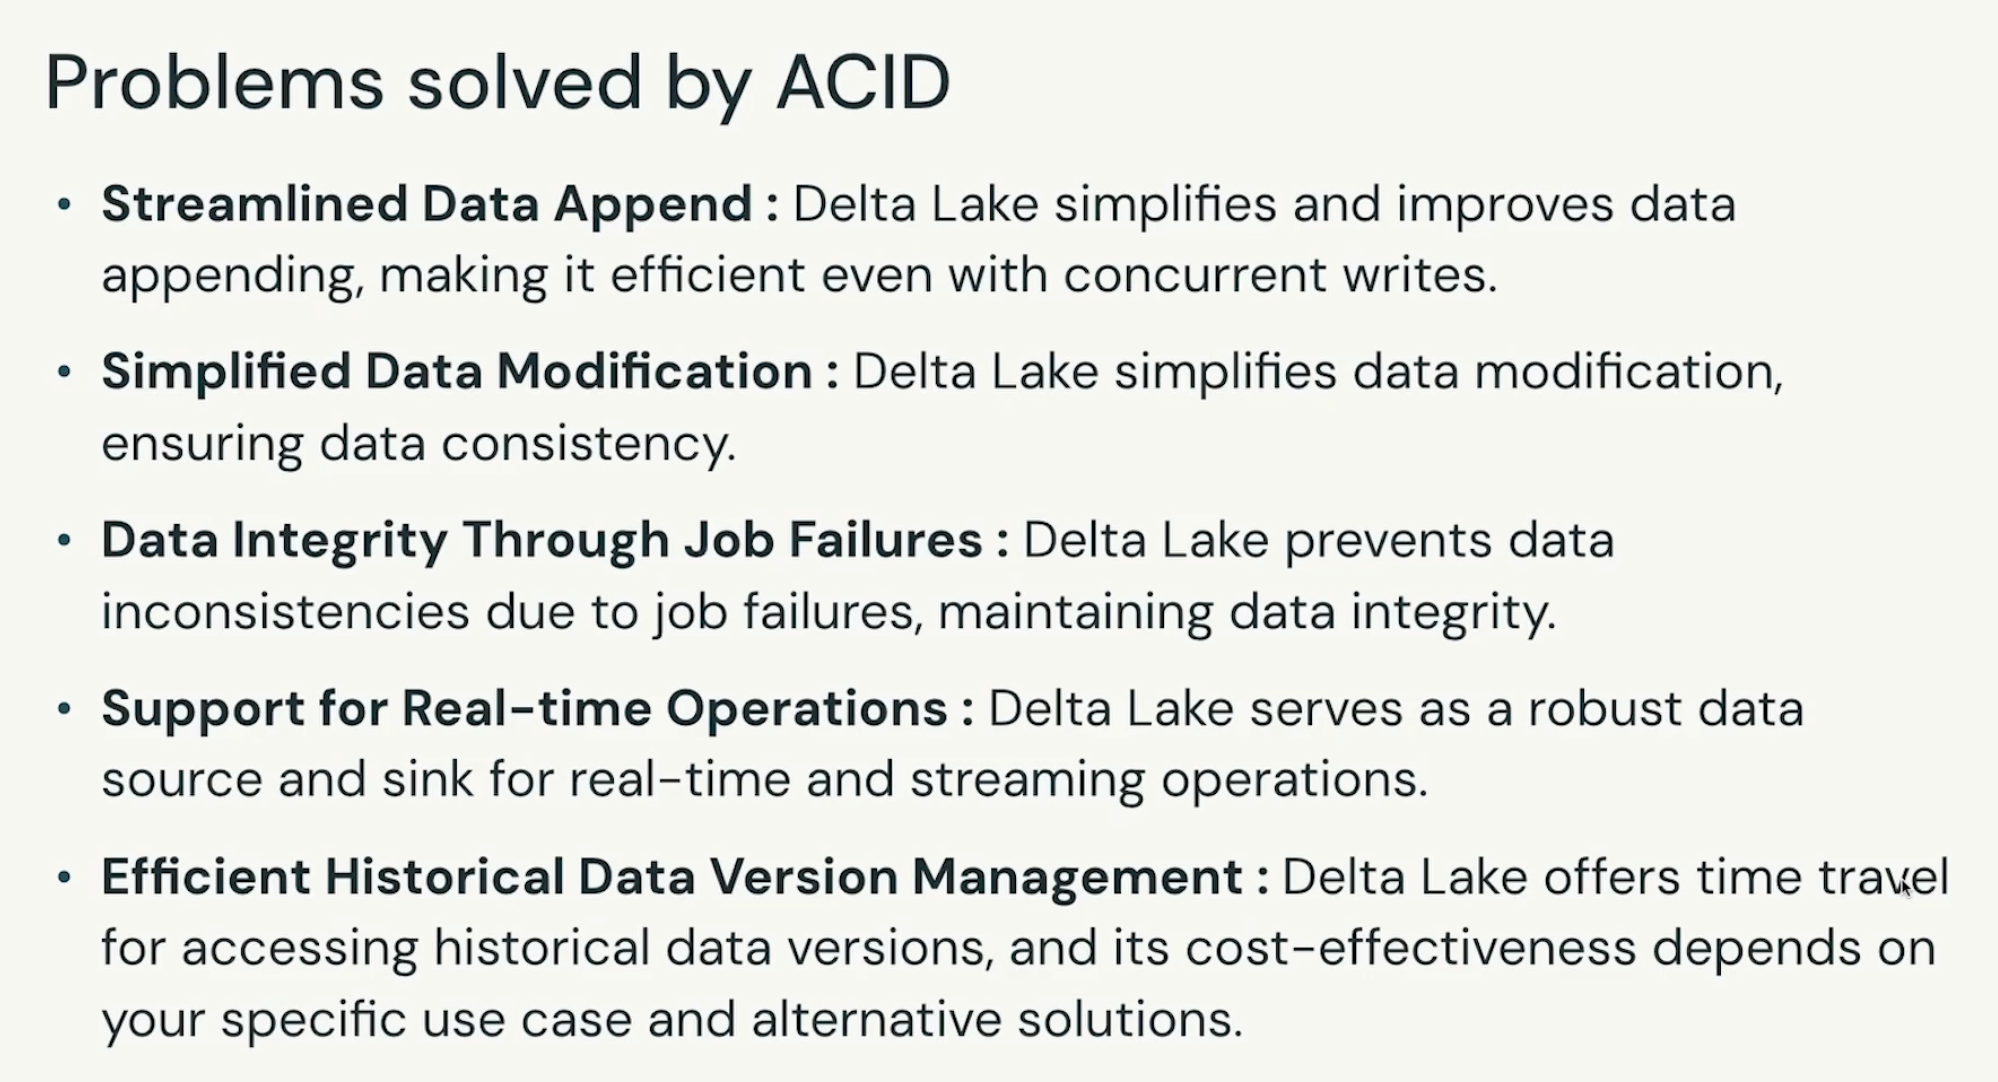 Problems solved by ACID
• Streamlined Data Append : Delta Lake simplifies and improves data
appending, making it efficient even with concurrent writes.
• Simplified Data Modification : Delta Lake simplifies data modification,
ensuring data consistency.
• Data Integrity Through Job Failures : Delta Lake prevents data
inconsistencies due to job failures, maintaining data integrity.
• Support for Real-time Operations : Delta Lake serves as a robust data
source and sink for real-time and streaming operations.
• Efficient Historical Data Version Management : Delta Lake offers time travel
for accessing historical data versions, and its cost-effectiveness depends on
your specific use case and alternative solutions.